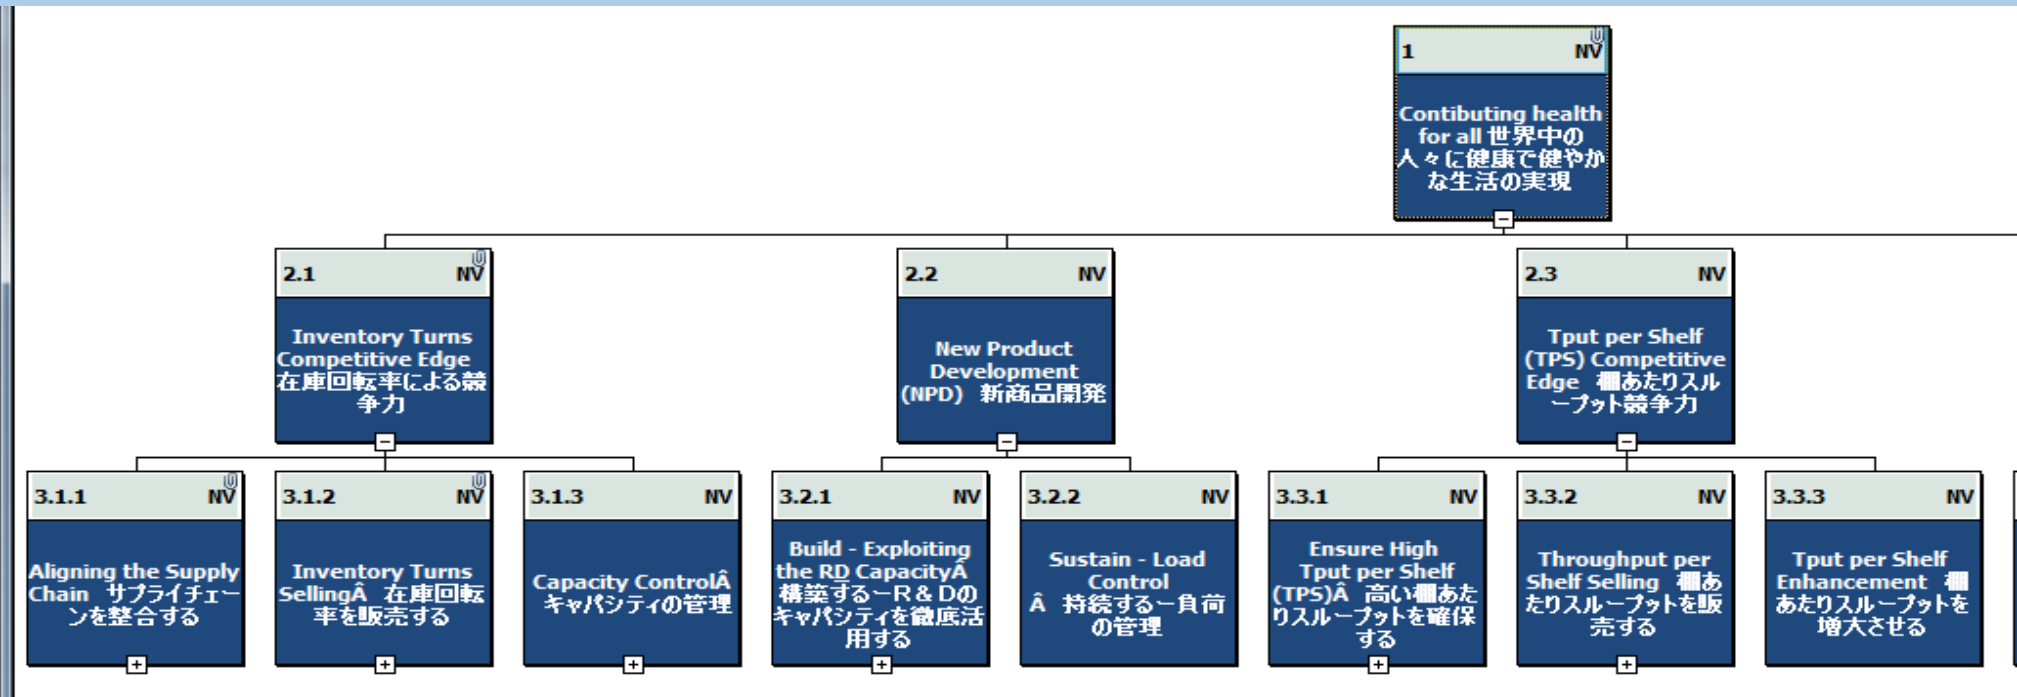 1 NV
Contibuting health
for all 世界中の
人々に健康で健やか
な生活の実現
2.1 NV
Inventory Turns
Competitive Edge
在庫回転率による競
争力
2.2 NV
New Product
Development
(NPD) 新商品開発
2.3 NV
Tput per Shelf
(TPS) Competitive
Edge 棚あたりスル
ープット競争力
3.1.1 NV
Aligning the Supply
Chain サプライチェー
ンを整合する
3.1.2 NV
Inventory Turns
SellingÂ 在庫回転
率を販売する
3.1.3 NV
Capacity ControlÂ
キャパシティの管理
3.2.1 NV
Build - Exploiting
the RD CapacityÂ
構築するーR＆Dの
キャパシティを徹底活
用する
3.2.2 NV
Sustain - Load
Control
Â 持続するー負荷
の管理
3.3.1 NV
Ensure High
Tput per Shelf
(TPS)Â 高い棚あた
りスループットを確保
する
3.3.2 NV
Throughput per
Shelf Selling 棚あ
たりスループットを販
売する
3.3.3 NV
Tput per Shelf
Enhancement 棚
あたりスループットを
増大させる